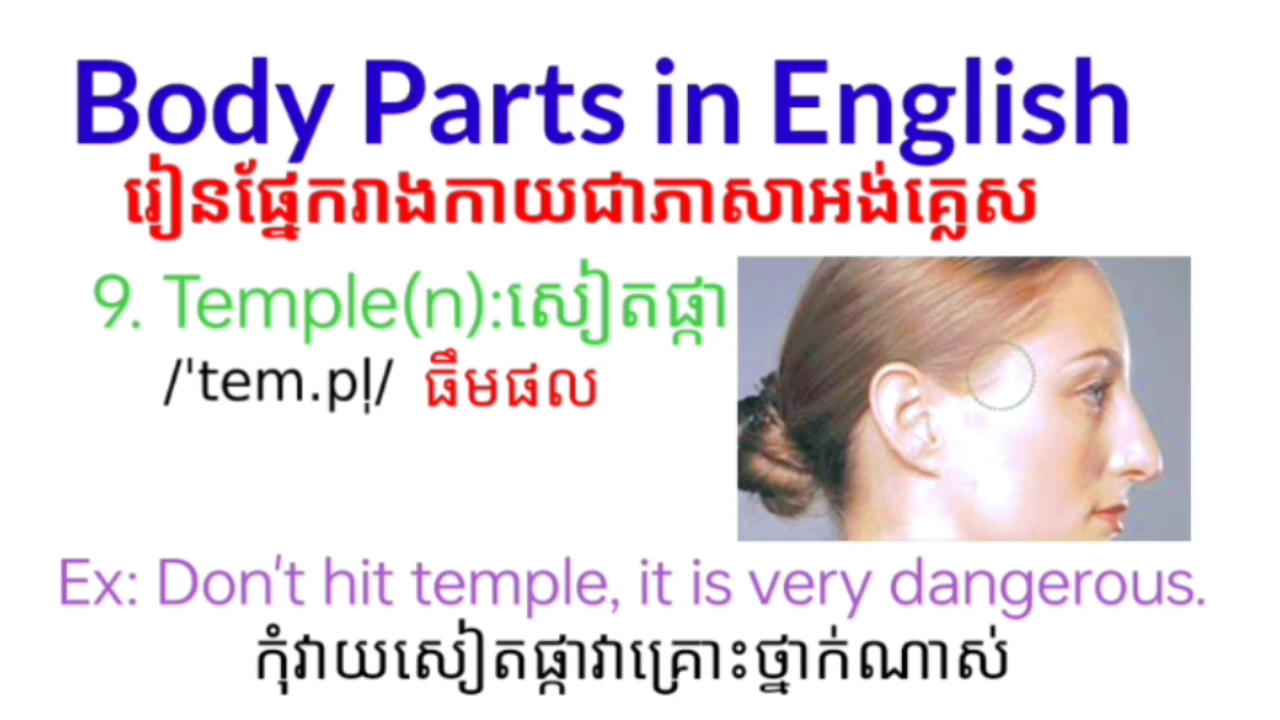 Body Parts in English
រៀនផ្នែករាងកាយជាភាសាអង់គ្លេស
9. Temple(n):សៀតផ្កា
/ˈtem.pl̩/ ធឹមផល
Ex: Don't hit temple, it is very dangerous.
កុំវាយសៀតផ្កាវាគ្រោះថ្នាក់ណាស់